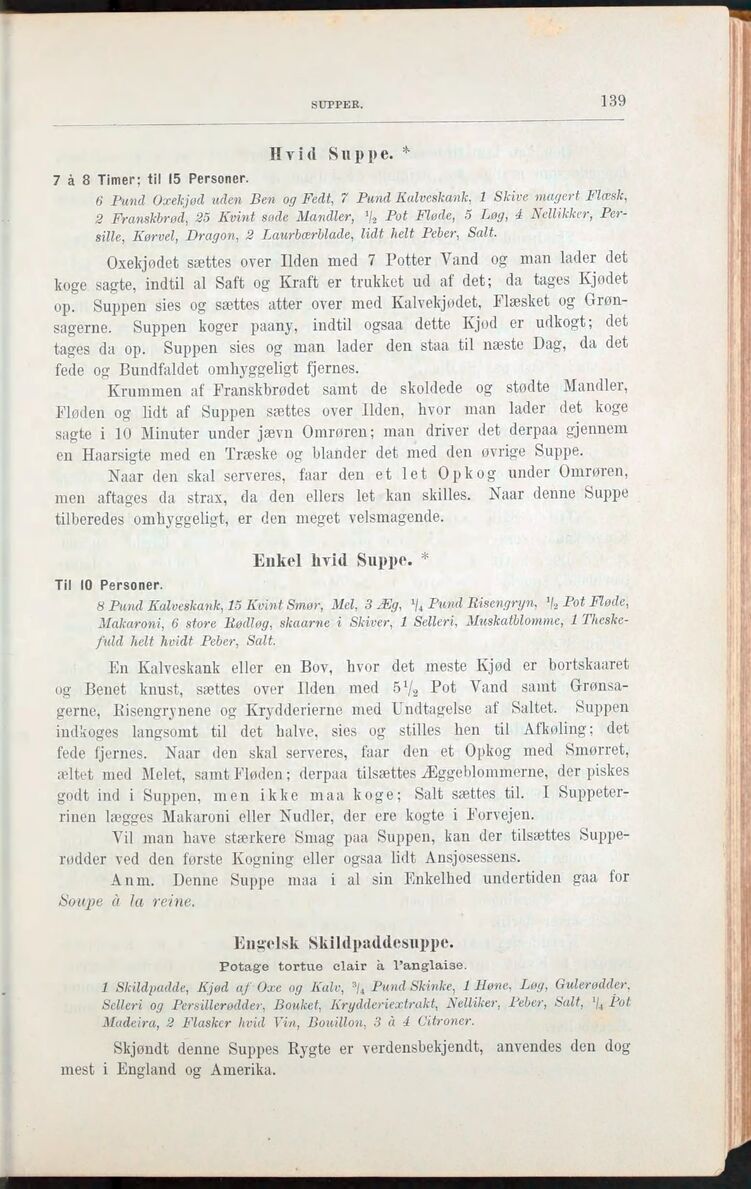 SUPPER. 139
Hvid Suppe. *
7 à 8 Timer; til 15 Personer.
6 Pund Oxekjød uden Ben og Fedt, 7 Pund Kalveskank, 1 Skive magert Flæsk,
2 Franskbrød, 25 Kvint søde Mandler, 1/2 Pot Fløde, 5 Løg, 4 Nellikker, Per-
sille, Kørvel, Dragon, 2 Laurbærblade, lidt helt Peber, Salt.
Oxekjødet sættes over Ilden med 7 Potter Vand og man lader det
koge sagte, indtil al Saft og Kraft er trukket ud af det; da tages Kjødet
op. Suppen sies og sættes atter over med Kalvekjødet, Flæsket og Grøn-
sagerne. Suppen koger paany, indtil ogsaa dette Kjød er udkogt; det
tages da op. Suppen sies og man lader den staa til næste Dag, da det
fede og Bundfaldet omhyggeligt fjernes.
Krummen af Franskbrødet samt de skoldede og stødte Mandler,
Fløden og lidt af Suppen sættes over Ilden, hvor man lader det koge
sagte i 10 Minuter under jævn Omrøren; man driver det derpaa gjennem
en Haarsigte med en Træske og blander det med den øvrige Suppe.
Naar den skal serveres, faar den et let Opkog under Omrøren,
men aftages da strax, da den ellers let kan skilles. Naar denne Suppe
tilberedes omhyggeligt, er den meget velsmagende.
Enkel hvid Suppe. *
Til 10 Personer.
8 Pund Kalveskank, 15 Kvint Smør, Mel, 3 Æg, 1/4 Pund Risengryn, 1/2 Pot Fløde,
Makaroni, 6 store Rødløg, skaarne i Skiver, 1 Selleri, Muskatblomme, 1 Theske-
fuld helt hvidt Peber, Salt.
En Kalveskank eller en Bov, hvor det meste Kjød er bortskaaret
og Benet knust, sættes over Ilden med 5 1/2 Pot Vand samt Grønsa-
gerne, Risengrynene og Krydderierne med Undtagelse af Saltet. Suppen
indkoges langsomt til det halve, sies og stilles hen til Afkøling; det
fede fjernes. Naar den skal serveres, faar den et Opkog med Smørret,
æltet med Melet, samt Fløden; derpaa tilsættes Æggeblommerne, der piskes
godt ind i Suppen, men ikke maa koge; Salt sættes til. I Suppeter-
rinen lægges Makaroni eller Nudler, der ere kogte i Forvejen.
Vil man have stærkere Smag paa Suppen, kan der tilsættes Suppe-
rødder ved den første Kogning eller ogsaa lidt Ansjosessens.
Anm. Denne Suppe maa i al sin Enkelhed undertiden gaa for
Soupe à la reine.
Engelsk Skildpaddesuppe.
Potage tortue clair à l'anglaise.
1 Skildpadde, Kjød af Oxe og Kalv, 3/4 Pund Skinke, 1 Høne, Løg, Gulerødder,
Selleri og Persillerødder, Bouket, Krydderiextrakt, Nelliker, Peber, Salt, 1/4 Pot
Madeira, 2 Flasker hvid Vin, Bouillon, 3 à 4 Citroner.
Skjøndt denne Suppes Rygte er verdensbekjendt, anvendes den dog
mest i England og Amerika.